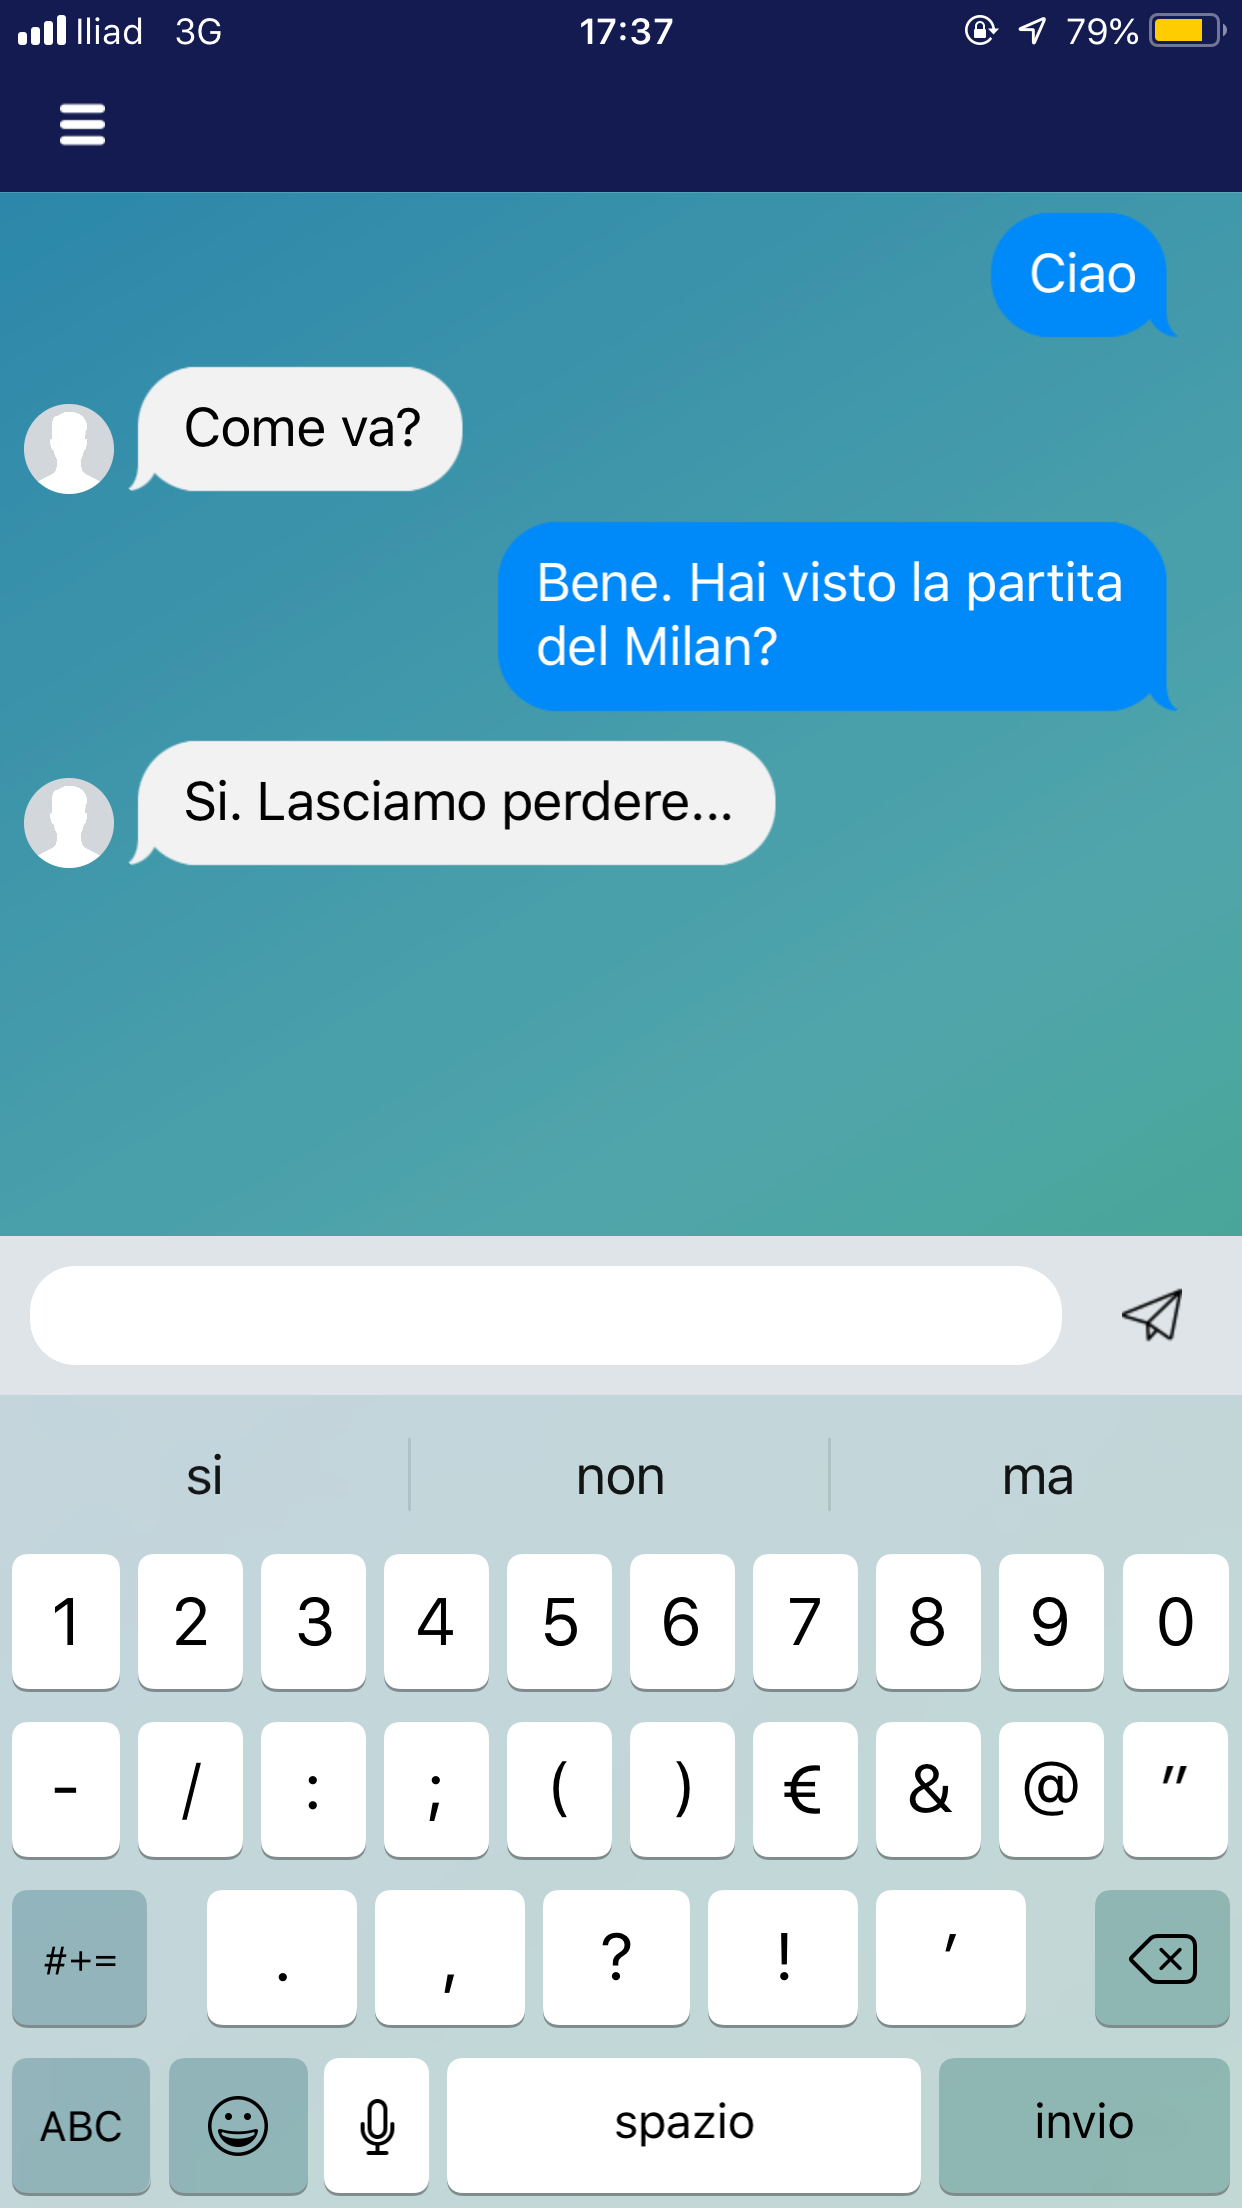 Iliad 3G 17:37 79%
Ciao
Come va?
Bene. Hai visto la partita
del Milan?
Si. Lasciamo perdere...
si non ma
1 2 3 4 5 6 7 8 9 0
- / : ; ( ) € & @ "
#+= . , ? ! '
ABC spazio invio